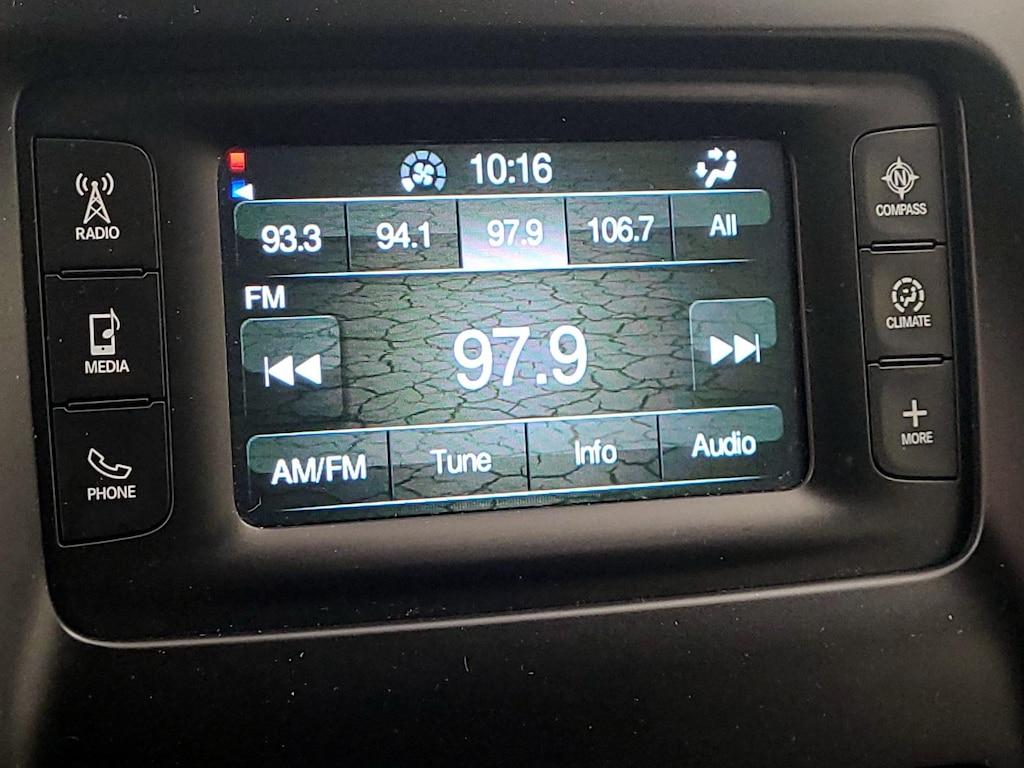 10:16
93.3 94.1 97.9 106.7 All
FM
97.9
AM/FM Tune Info Audio
RADIO
MEDIA
PHONE
N
COMPASS
CLIMATE
MORE